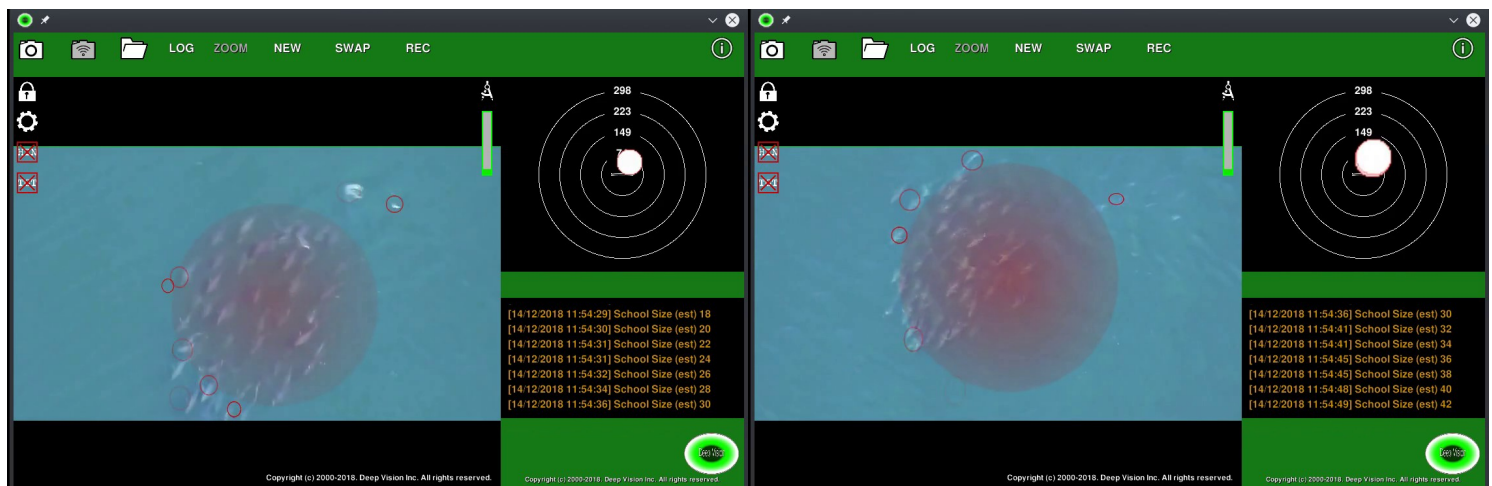 LOG ZOOM NEW SWAP REC
298
223
149
[14/12/2018 11:54:29] School Size (est) 18
[14/12/2018 11:54:30] School Size (est) 20
[14/12/2018 11:54:31] School Size (est) 22
[14/12/2018 11:54:31] School Size (est) 24
[14/12/2018 11:54:32] School Size (est) 26
[14/12/2018 11:54:34] School Size (est) 28
[14/12/2018 11:54:36] School Size (est) 30
Deep Vision
Copyright (c) 2000-2018. Deep Vision Inc. All rights reserved.
Copyright (c) 2000-2018. Deep Vision Inc. All rights reserved.
LOG ZOOM NEW SWAP REC
298
223
149
[14/12/2018 11:54:36] School Size (est) 30
[14/12/2018 11:54:41] School Size (est) 32
[14/12/2018 11:54:41] School Size (est) 34
[14/12/2018 11:54:45] School Size (est) 36
[14/12/2018 11:54:45] School Size (est) 38
[14/12/2018 11:54:48] School Size (est) 40
[14/12/2018 11:54:49] School Size (est) 42
Deep Vision
Copyright (c) 2000-2018. Deep Vision Inc. All rights reserved.
Copyright (c) 2000-2018. Deep Vision Inc. All rights reserved.